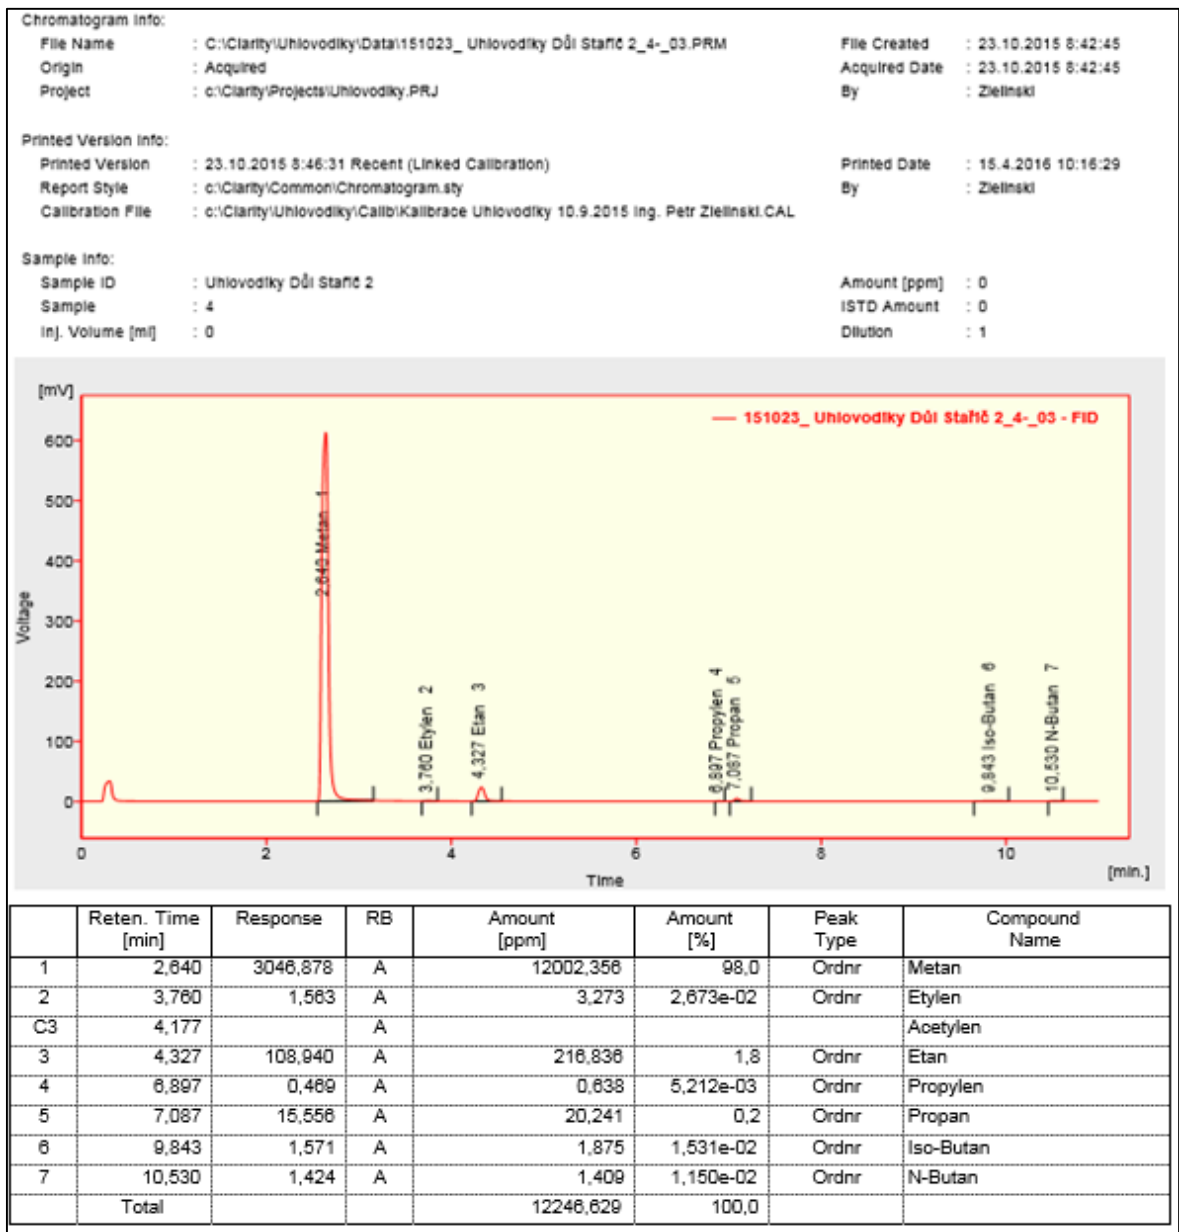 Chromatogram Info:
File Name : C:\Clarity\Uhlovodíky\Data\151023_ Uhlovodíky Důl Staříč 2_4-_03.PRM File Created : 23.10.2015 8:42:45
Origin : Acquired Acquired Date : 23.10.2015 8:42:45
Project : c:\Clarity\Projects\Uhlovodíky.PRJ By : Zielinski
Printed Version Info:
Printed Version : 23.10.2015 8:46:31 Recent (Linked Calibration) Printed Date : 15.4.2016 10:16:29
Report Style : c:\Clarity\Common\Chromatogram.sty By : Zielinski
Calibration File : c:\Clarity\Uhlovodíky\Calib\Kalibrace Uhlovodíky 10.9.2015 Ing. Petr Zielinski.CAL
Sample Info:
Sample ID : Uhlovodíky Důl Staříč 2 Amount [ppm] : 0
Sample : 4 ISTD Amount : 0
Inj. Volume [ml] : 0 Dilution : 1
[mV]
151023_ Uhlovodíky Důl Staříč 2_4-_03 - FID
600
500
400
300
200
100
0
Voltage
2,640 Metan 1
3,760 Etylen 2
4,327 Etan 3
6,897 Propylen 4
7,087 Propan 5
9,843 Iso-Butan 6
10,530 N-Butan 7
0 2 4 6 8 10
Time [min.]
Reten. Time [min] Response RB Amount [ppm] Amount [%] Peak Type Compound Name
1 2,640 3046,878 A 12002,356 98,0 Ordnr Metan
2 3,760 1,563 A 3,273 2,673e-02 Ordnr Etylen
C3 4,177 A Acetylen
3 4,327 108,940 A 216,836 1,8 Ordnr Etan
4 6,897 0,469 A 0,638 5,212e-03 Ordnr Propylen
5 7,087 15,556 A 20,241 0,2 Ordnr Propan
6 9,843 1,571 A 1,875 1,531e-02 Ordnr Iso-Butan
7 10,530 1,424 A 1,409 1,150e-02 Ordnr N-Butan
Total 12246,629 100,0